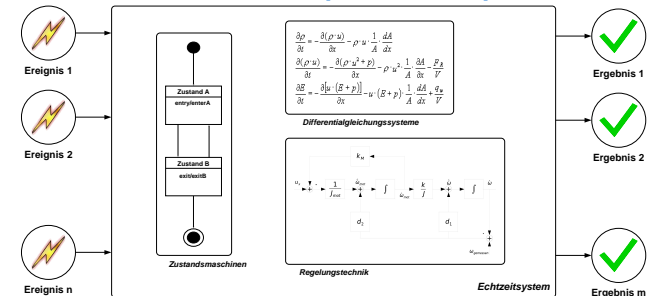 Ereignis 1
Ereignis 2
Ereignis n
Zustand A
entry/enterA
Zustand B
exit/exitB
Zustandsmaschinen
∂ρ/∂t = -∂(ρ·u)/∂x - ρ·u·1/A·dA/dx
∂(ρ·u)/∂t = -∂(ρ·u²+p)/∂x - ρ·u²·1/A·∂A/∂x - F_R/V
∂E/∂t = -∂[u·(E+p)]/∂x - u·(E+p)·1/A·dA/dx + q_w/V
Differentialgleichungssysteme
k_M
1/J_mot
∫
k/J
∫
ω
d_2
d_1
Regelungstechnik
Echtzeitsystem
Ergebnis 1
Ergebnis 2
Ergebnis m